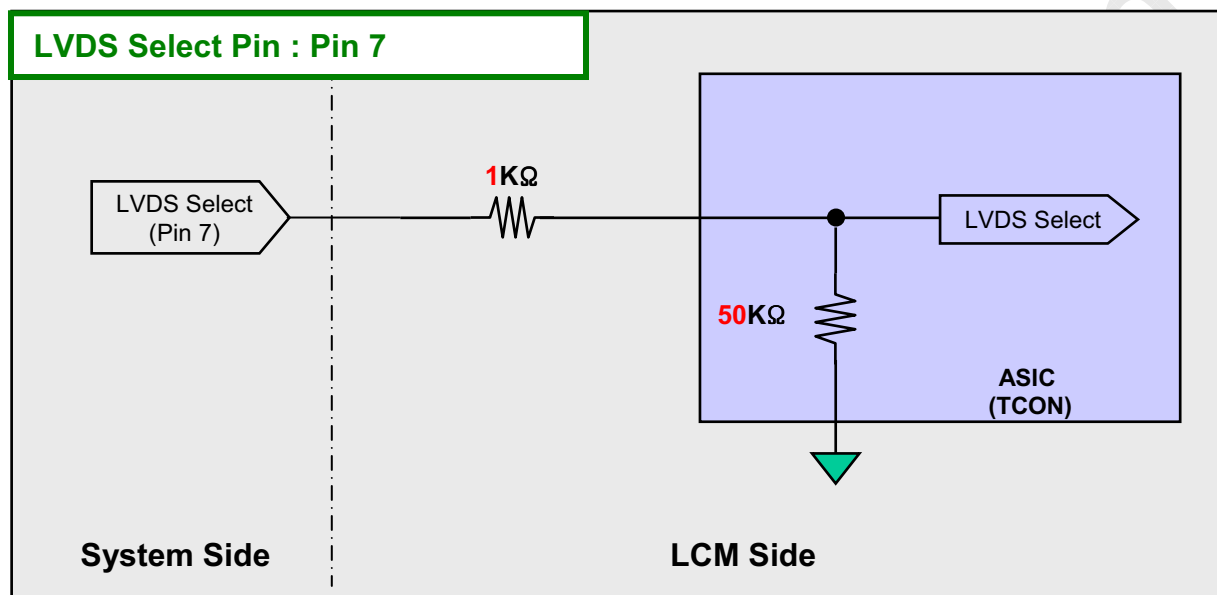 LVDS Select Pin : Pin 7
1KΩ
LVDS Select
(Pin 7)
LVDS Select
50KΩ
ASIC
(TCON)
System Side
LCM Side